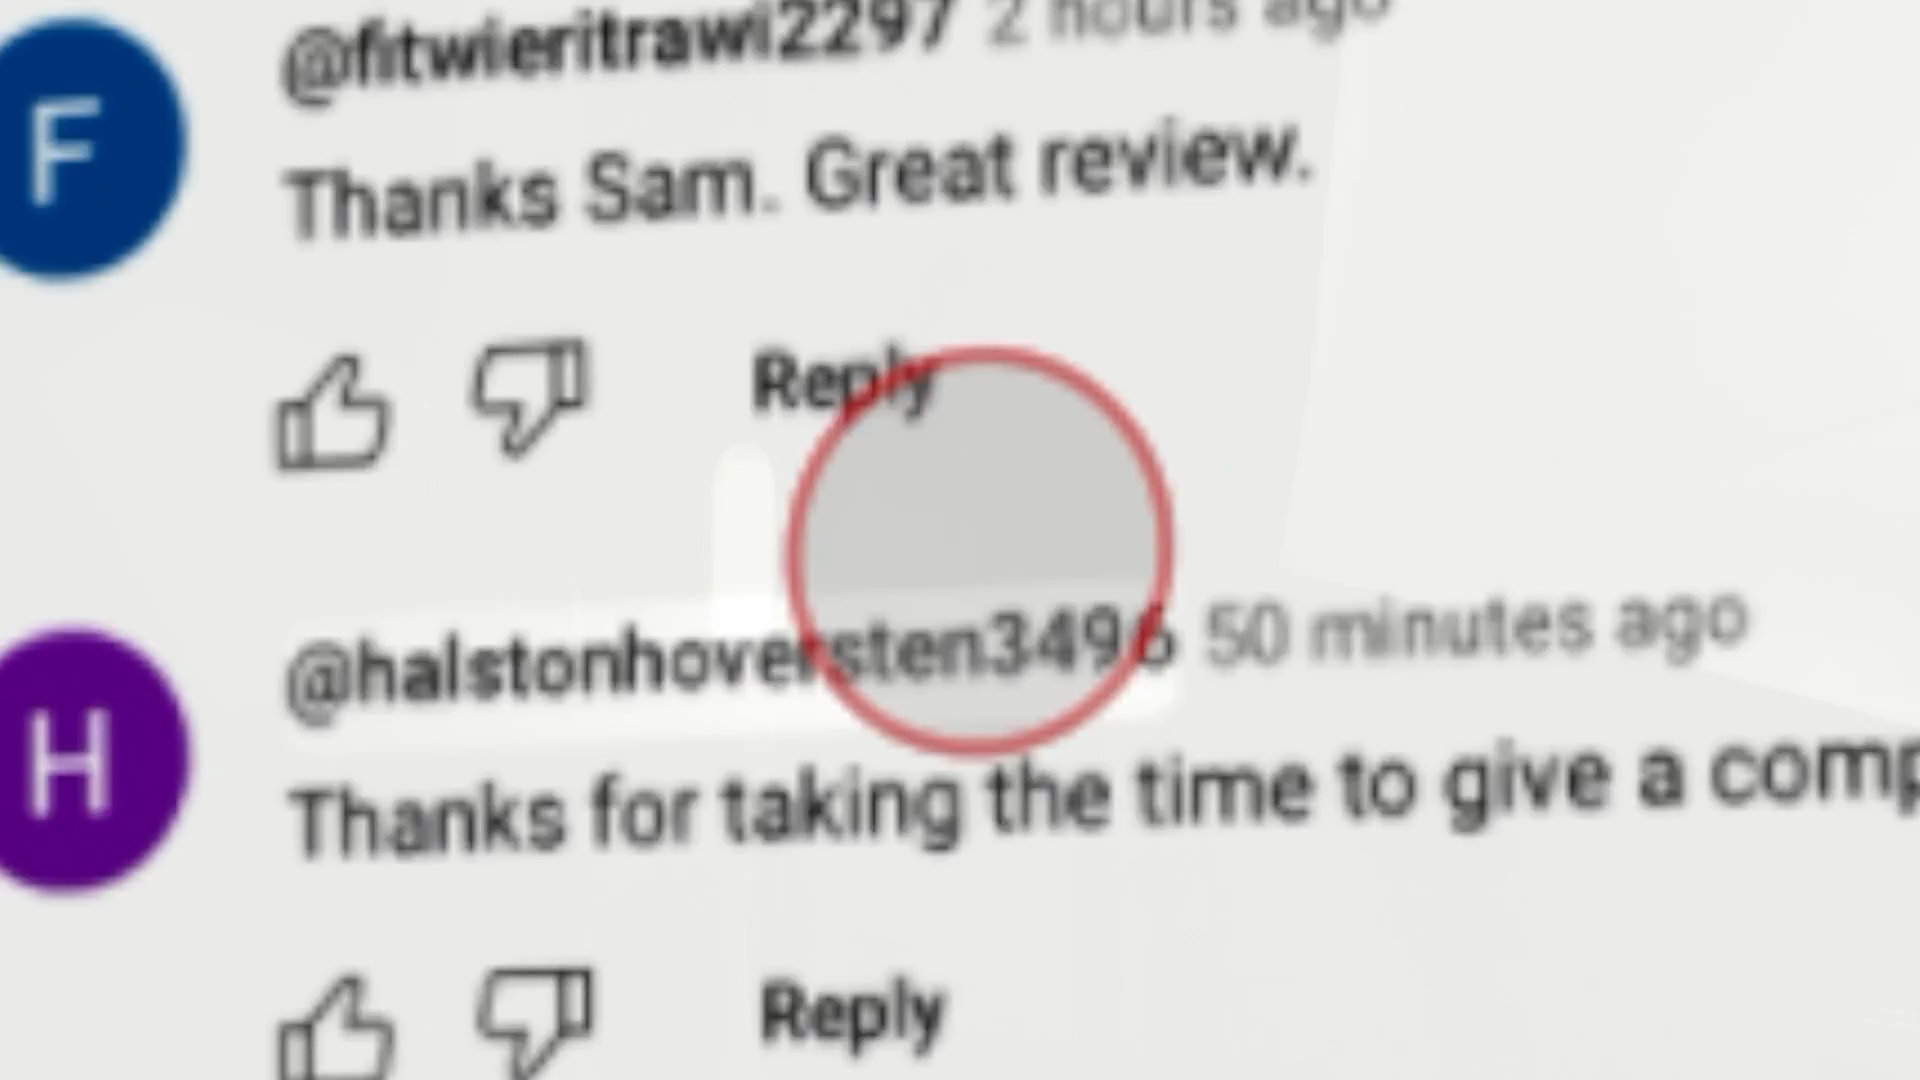 @fitwieritrawi2297 2 hours ago
F
Thanks Sam. Great review.
Reply
@halstonhoversten3496 50 minutes ago
H
Thanks for taking the time to give a comp
Reply